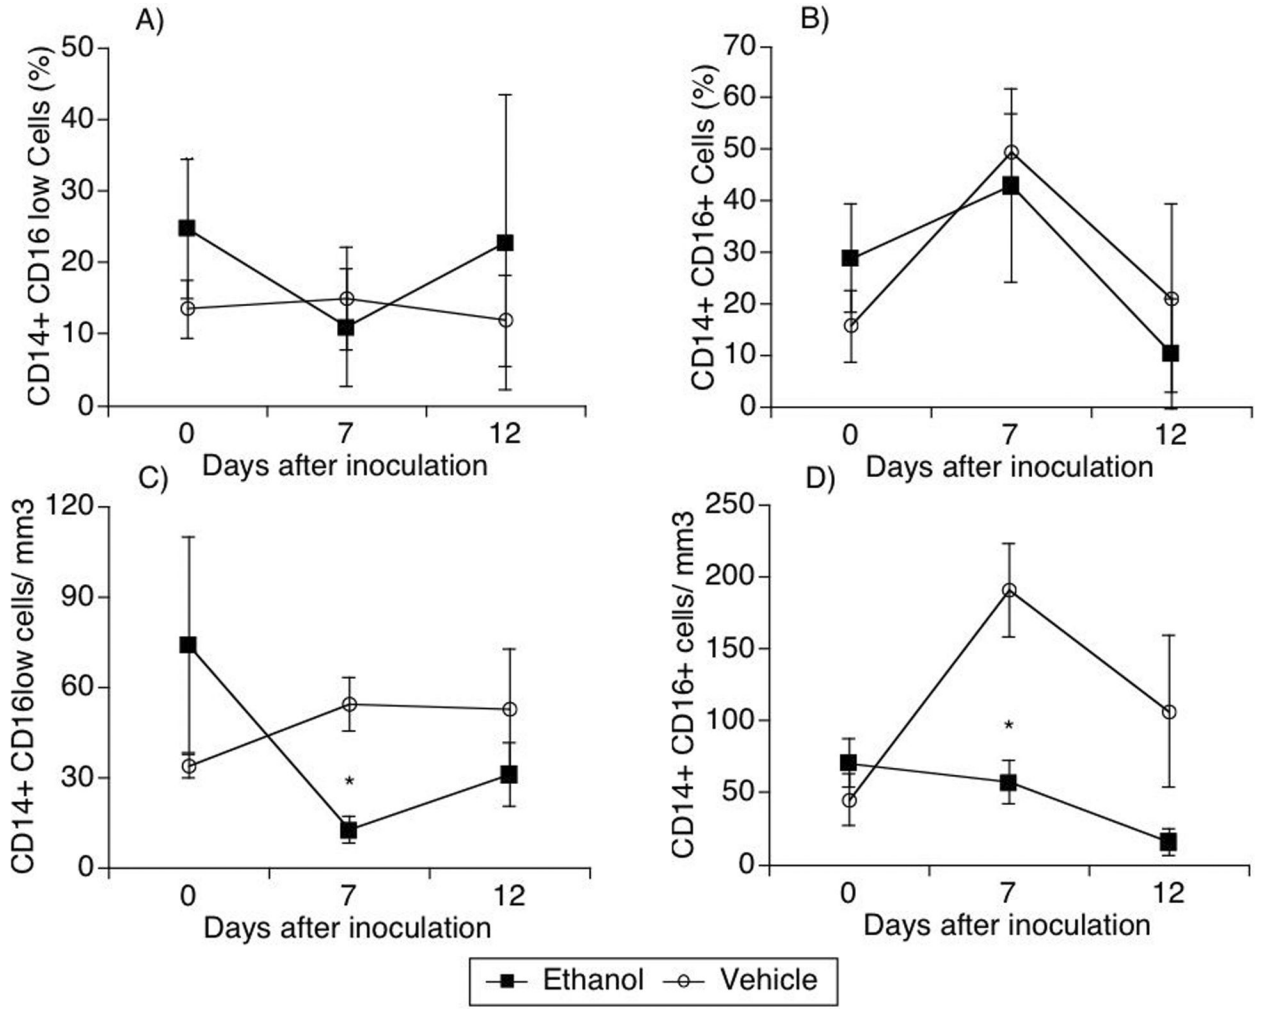 A)
CD14+ CD16 low Cells (%)
50
40
30
20
10
0
0 7 12
Days after inoculation
B)
CD14+ CD16+ Cells (%)
70
60
50
40
30
20
10
0
0 7 12
Days after inoculation
C)
CD14+ CD16low cells/ mm3
120
90
60
30
0
*
0 7 12
Days after inoculation
D)
CD14+ CD16+ cells/ mm3
250
200
150
100
50
0
*
0 7 12
Days after inoculation
Ethanol Vehicle